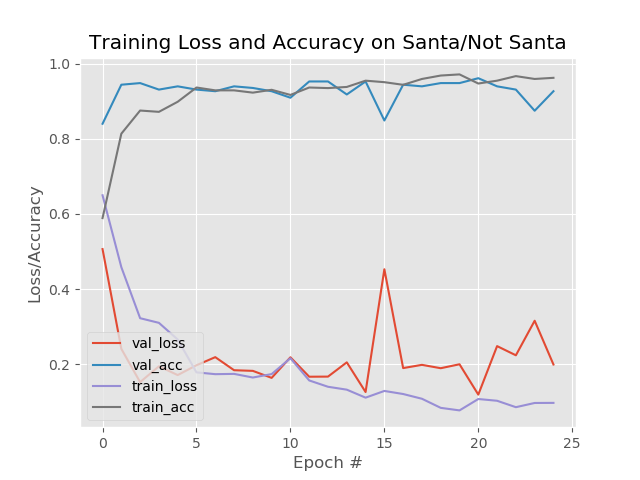 Training Loss and Accuracy on Santa/Not Santa
1.0
0.8
0.6
0.4
0.2
Loss/Accuracy
val_loss
val_acc
train_loss
train_acc
0
5
10
15
20
25
Epoch #